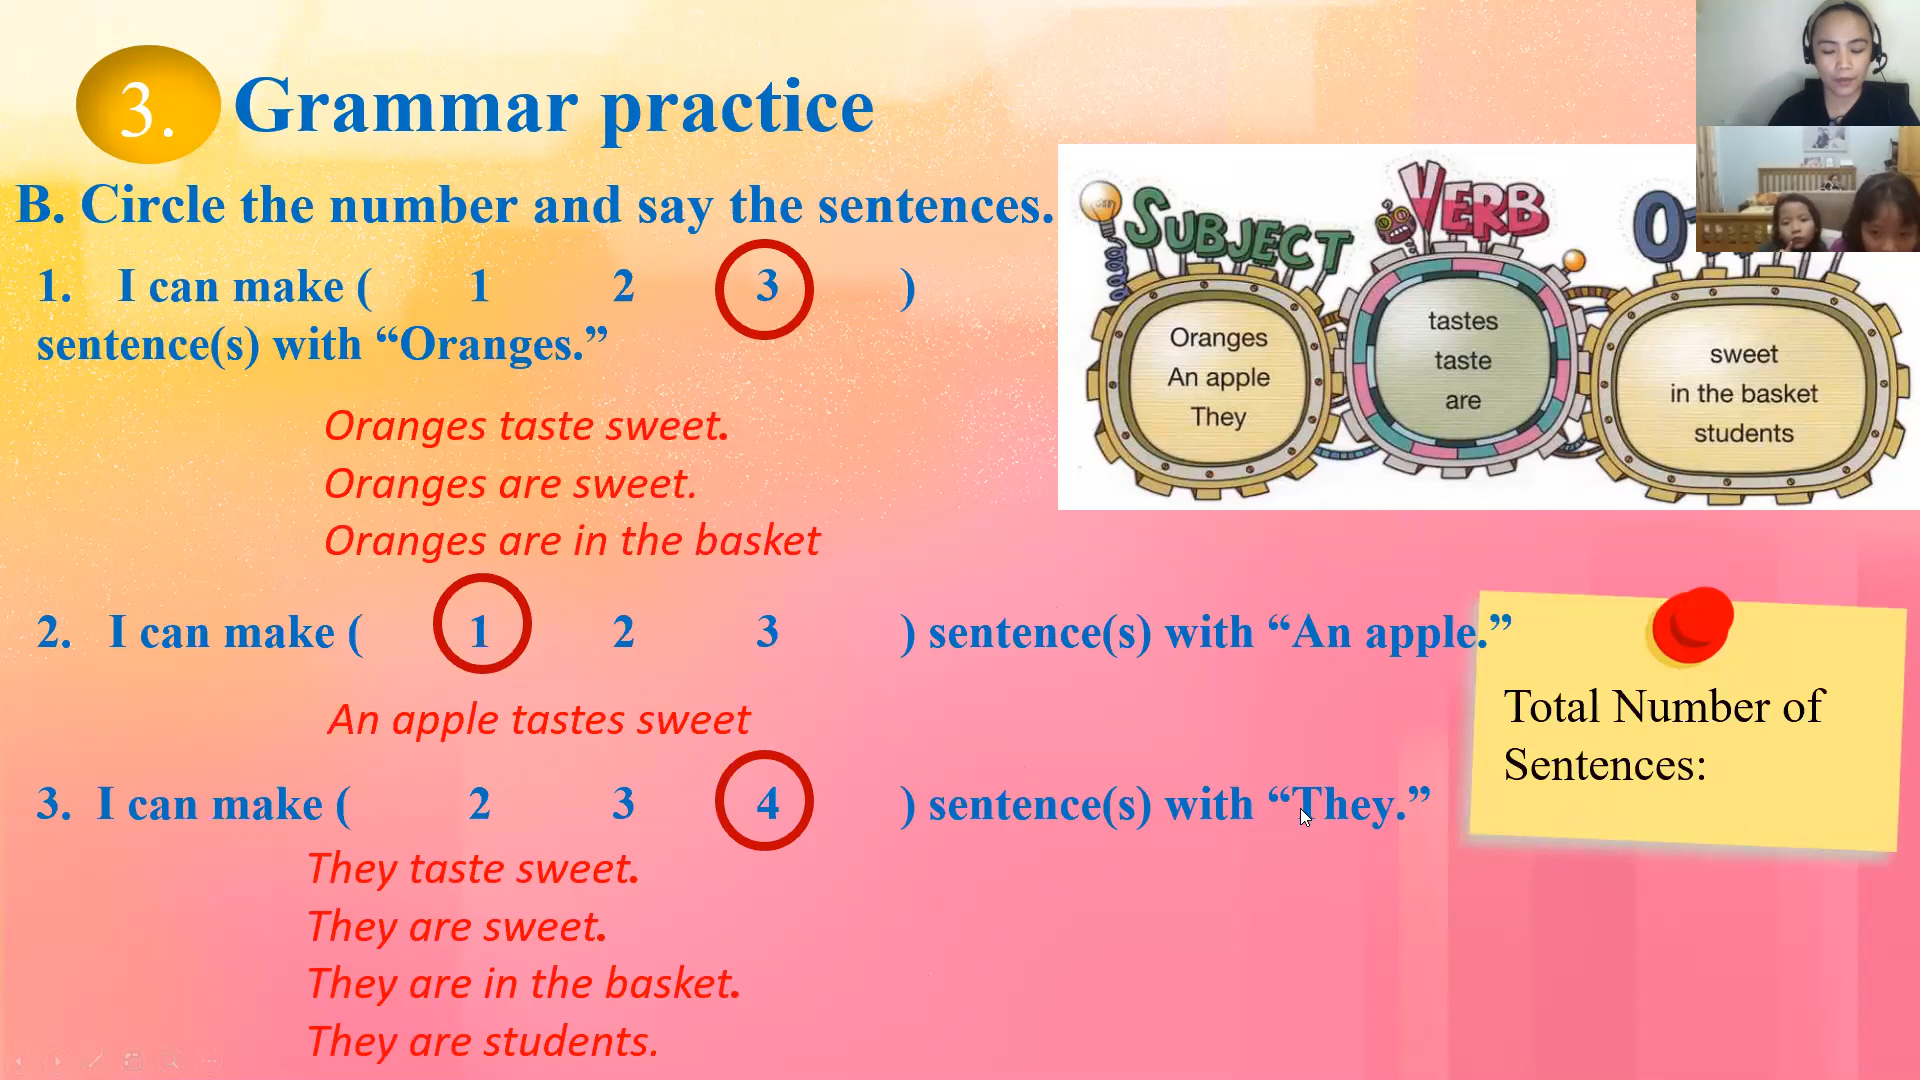 3. Grammar practice
B. Circle the number and say the sentences.
1. I can make ( 1 2 3 )
sentence(s) with “Oranges.”
Oranges taste sweet.
Oranges are sweet.
Oranges are in the basket
2. I can make ( 1 2 3 ) sentence(s) with “An apple.”
An apple tastes sweet
3. I can make ( 2 3 4 ) sentence(s) with “They.”
They taste sweet.
They are sweet.
They are in the basket.
They are students.
SUBJECT
Oranges
An apple
They
VERB
tastes
taste
are
sweet
in the basket
students
Total Number of
Sentences: